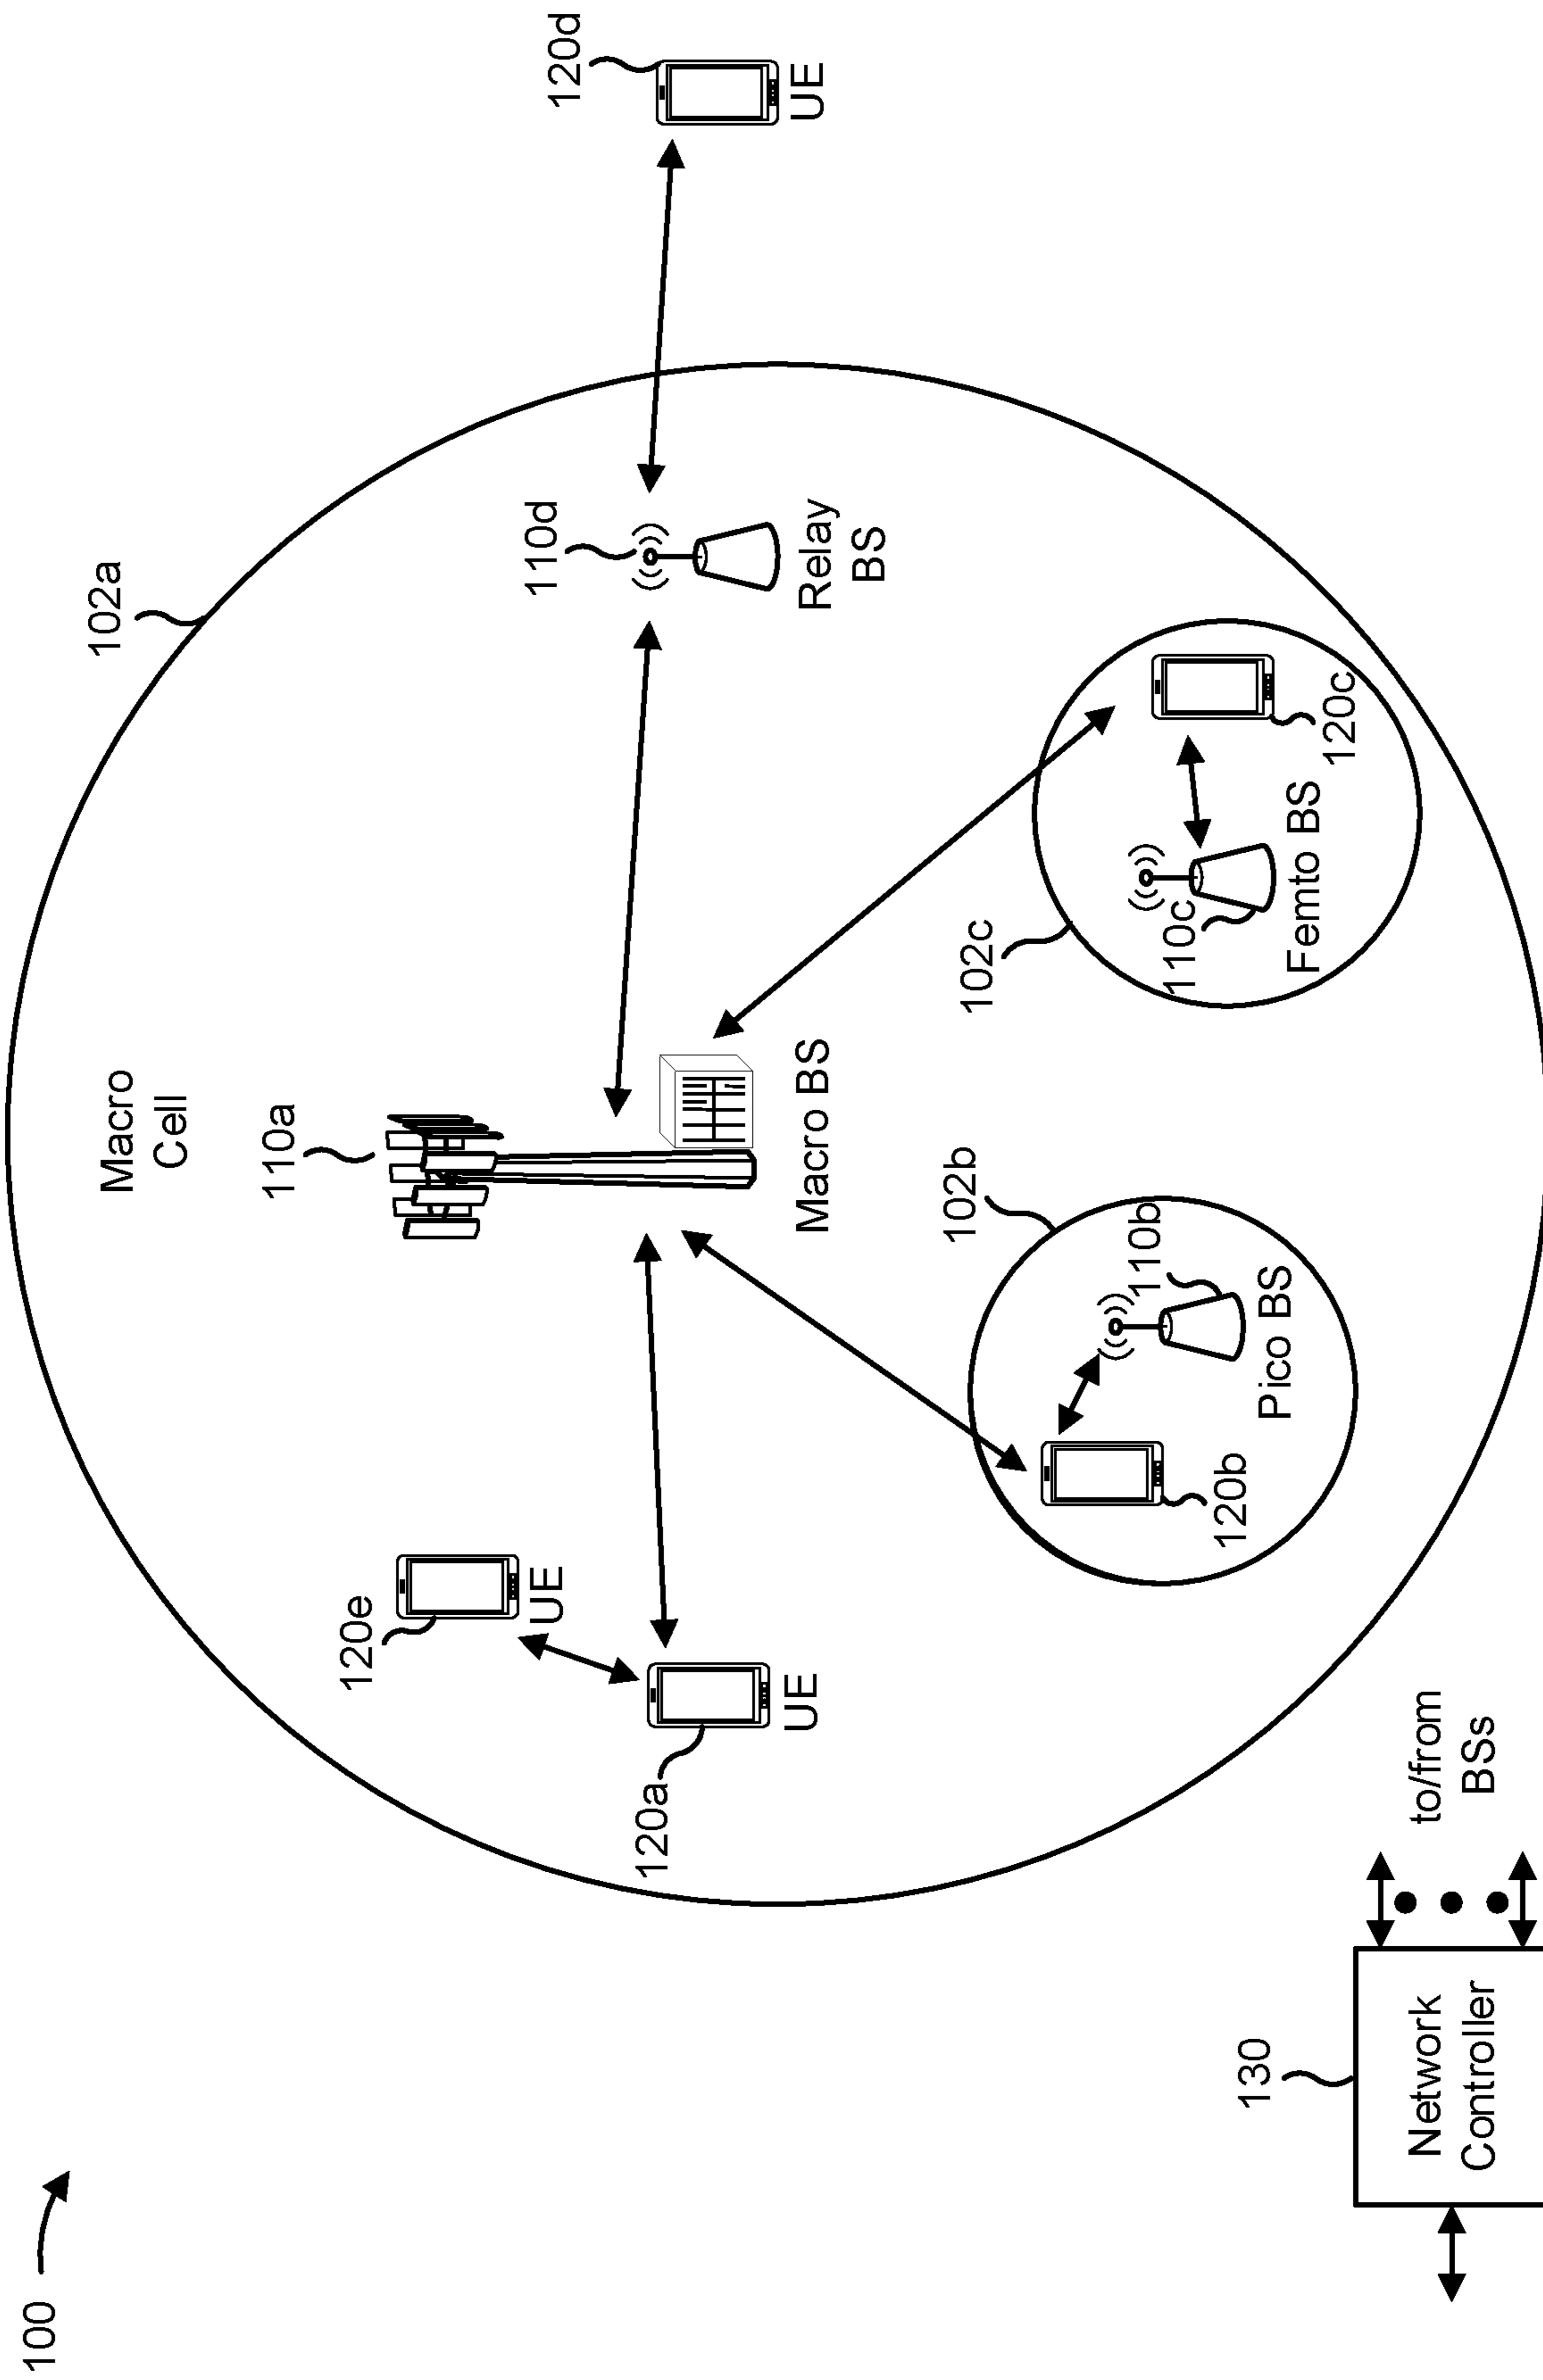 100
102a
Macro
Cell
110a
120d
UE
110d
Relay
BS
120e
UE
120a
UE
Macro BS
102b
110b
Pico BS
120b
102c
110c
Femto BS
120c
130
Network
Controller
to/from
BSs